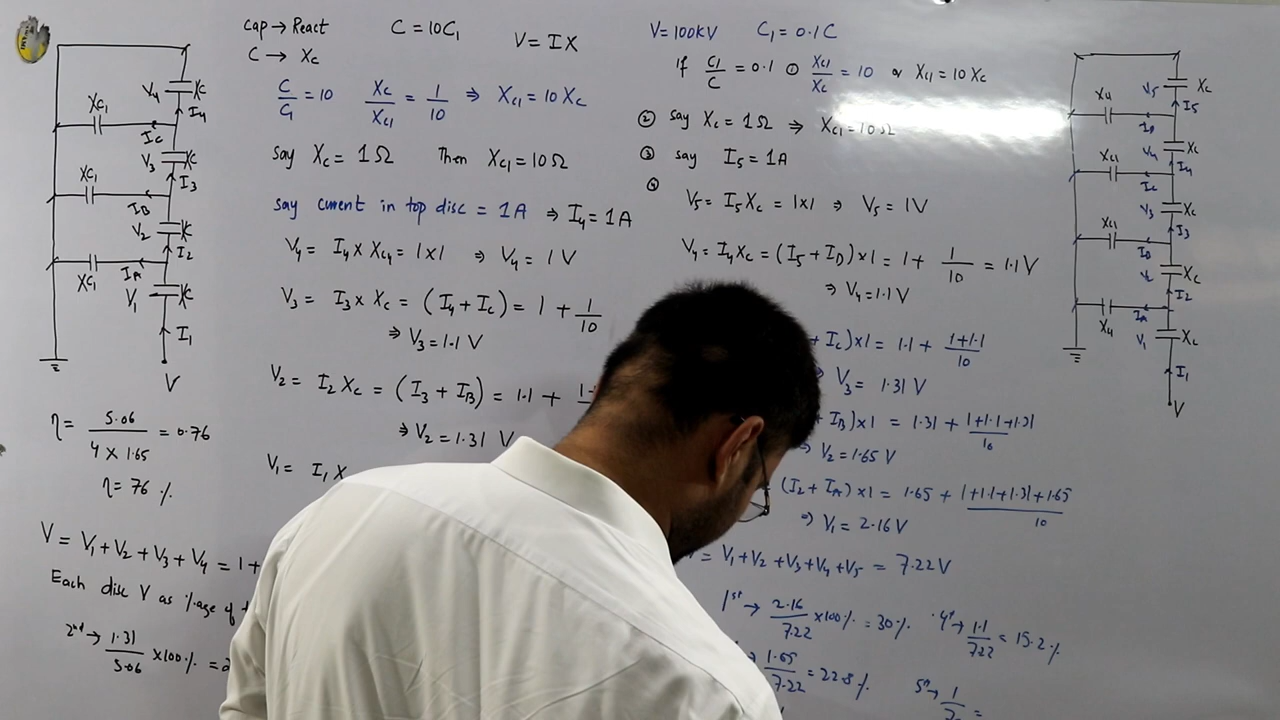 Cap → React
C = 10C₁
V = IX
C → Xc
C/C₁ = 10
Xc/Xc₁ = 1/10 ⇒ Xc₁ = 10 Xc
say Xc = 1Ω Then Xc₁ = 10Ω
say current in top disc = 1A ⇒ I₄ = 1A
V₄ = I₄ × Xc₄ = 1×1 ⇒ V₄ = 1 V
V₃ = I₃ × Xc = (I₄ + Ic) = 1 + 1/10
⇒ V₃ = 1.1 V
V₂ = I₂ Xc = (I₃ + IB) = 1.1 +
⇒ V₂ = 1.31 V
V₁ = I₁ X
Xc
V₄
I₄
Xc₁
Ic
V₃
Xc
I₃
Xc₁
IB
V₂
Xc
I₂
Xc₁
IA
V₁
Xc
I₁
V
η = 5.06/(4 × 1.65) = 0.76
η = 76 %
V = V₁ + V₂ + V₃ + V₄ = 1 +
Each disc V as %age of
2nd → 1.31/5.06 × 100% = 2
V = 100KV C₁ = 0.1 C
if C₁/C = 0.1 ① Xc₁/Xc = 10 or Xc₁ = 10 Xc
② say Xc = 1Ω ⇒ Xc₁ = 10Ω
③ say I₅ = 1A
④
V₅ = I₅ Xc = 1×1 ⇒ V₅ = 1V
V₄ = I₄ Xc = (I₅ + ID) × 1 = 1 + 1/10 = 1.1 V
⇒ V₄ = 1.1 V
+ Ic) × 1 = 1.1 + (1+1.1)/10
V₃ = 1.31 V
IB) × 1 = 1.31 + (1+1.1+1.31)/10
⇒ V₂ = 1.65 V
(I₂ + IA) × 1 = 1.65 + (1+1.1+1.31+1.65)/10
⇒ V₁ = 2.16 V
= V₁ + V₂ + V₃ + V₄ + V₅ = 7.22 V
1st → 2.16/7.22 × 100% = 30%
4th → 1.1/7.22 = 15.2%
1.65/7.22 = 22.8%
5th → 1/7 =
Xc
V₅
I₅
X₁
ID
Xc
V₄
I₄
Xc₁
Ic
V₃
Xc
I₃
Xc₁
V₂
Xc
I₂
X₁
IA
V₁
Xc
I₁
V